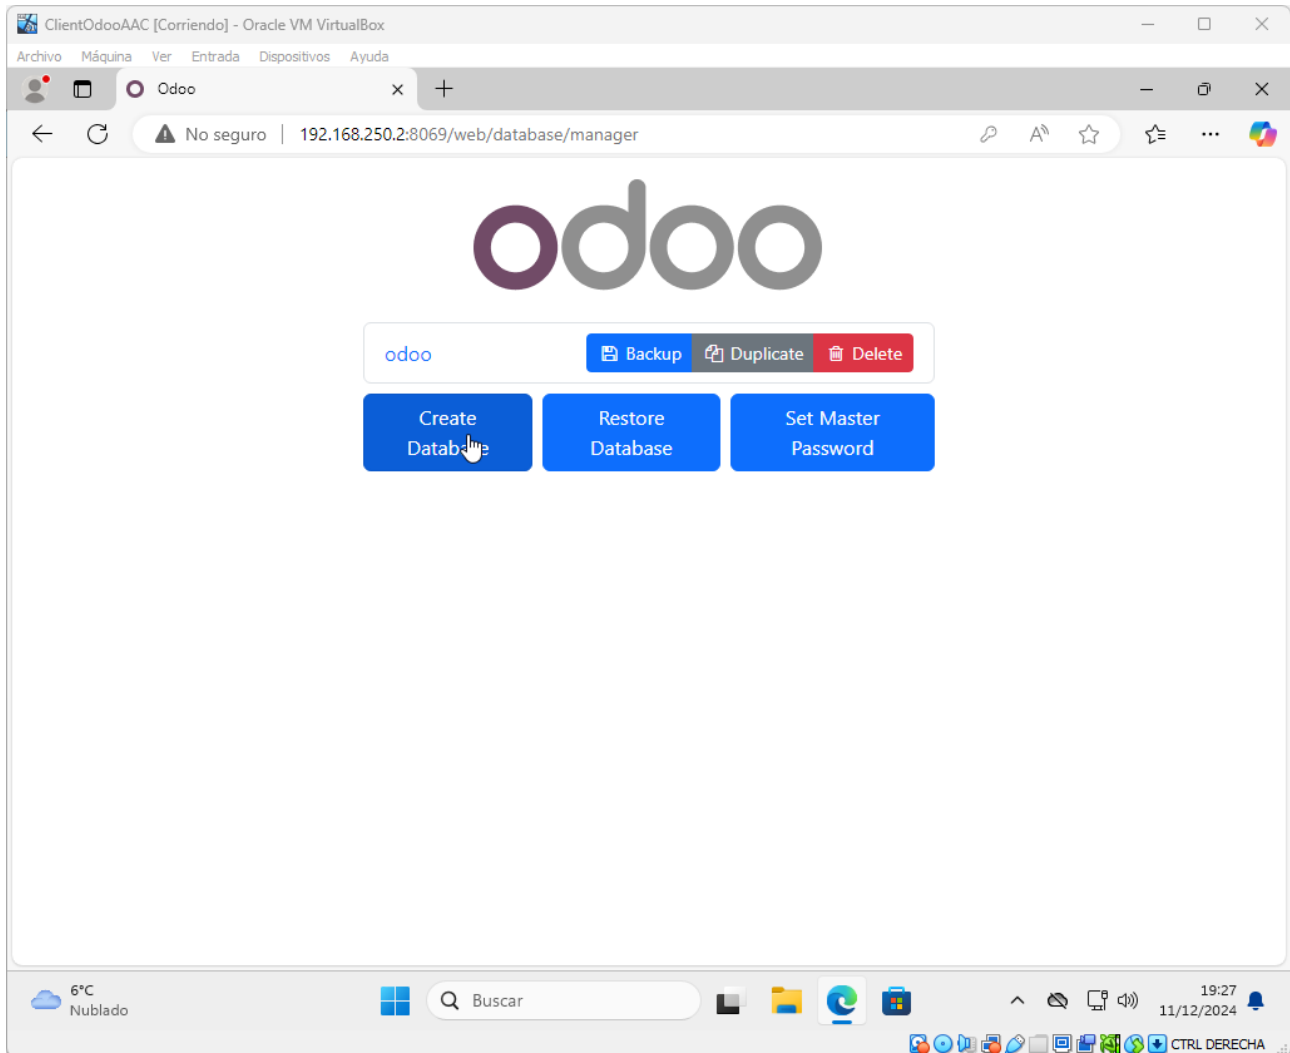 ClientOdooAAC [Corriendo] - Oracle VM VirtualBox
Archivo Máquina Ver Entrada Dispositivos Ayuda
Odoo
No seguro 192.168.250.2:8069/web/database/manager
odoo
odoo Backup Duplicate Delete
Create Restore Set Master
Database Database Password
6°C
Nublado
Buscar
19:27
11/12/2024
CTRL DERECHA